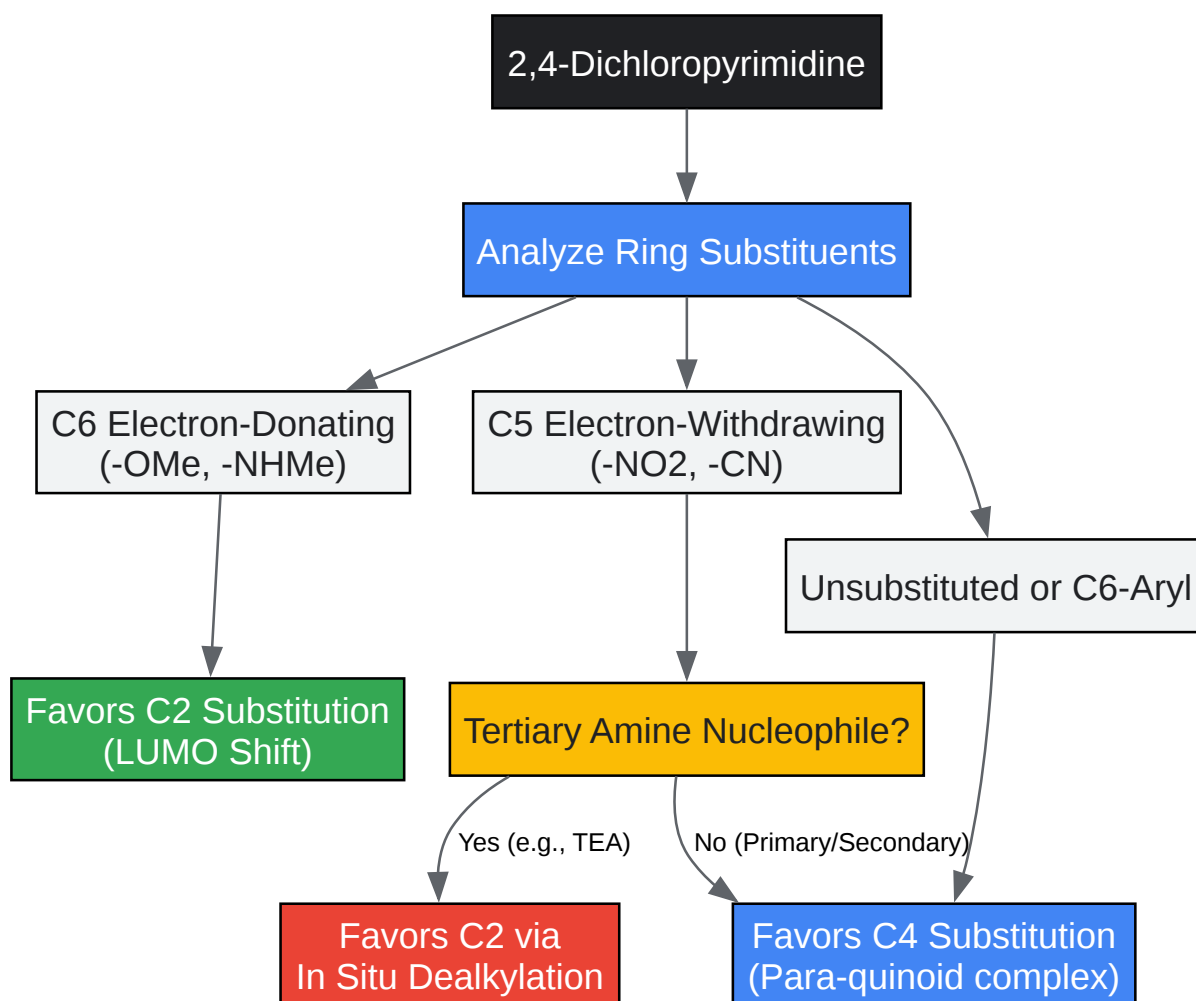 2,4-Dichloropyrimidine
Analyze Ring Substituents
C6 Electron-Donating
(-OMe, -NHMe)
C5 Electron-Withdrawing
(-NO2, -CN)
Unsubstituted or C6-Aryl
Favors C2 Substitution
(LUMO Shift)
Tertiary Amine Nucleophile?
Yes (e.g., TEA)
No (Primary/Secondary)
Favors C2 via
In Situ Dealkylation
Favors C4 Substitution
(Para-quinoid complex)